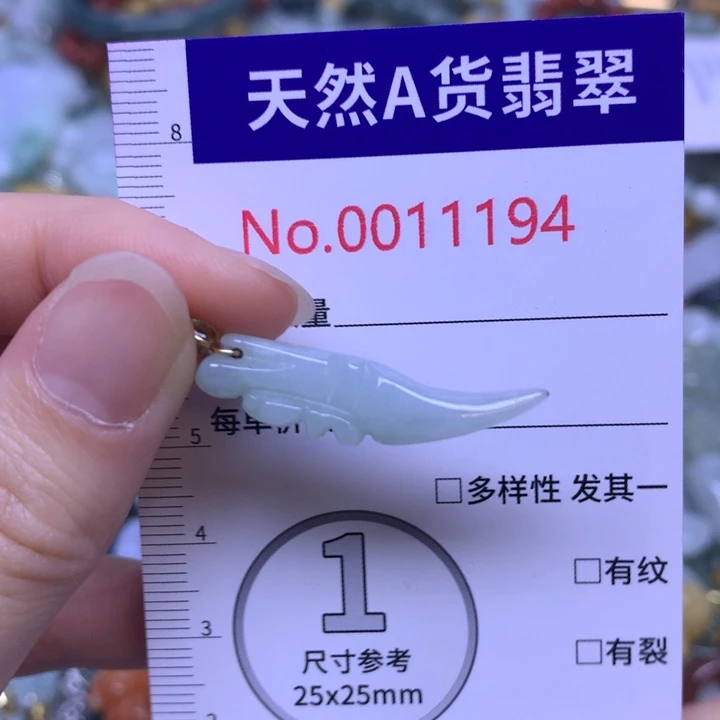 天然A货翡翠
8
No.0011194
量
5
□多样性 发其一
4
1
□有纹
3
尺寸参考
□有裂
25x25mm